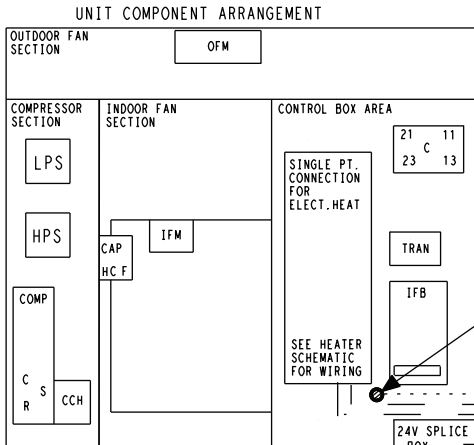 UNIT COMPONENT ARRANGEMENT
OUTDOOR FAN
SECTION
OFM
COMPRESSOR
SECTION
LPS
HPS
COMP
C
S
R
CCH
INDOOR FAN
SECTION
CAP
HC F
IFM
CONTROL BOX AREA
SINGLE PT.
CONNECTION
FOR
ELECT.HEAT
SEE HEATER
SCHEMATIC
FOR WIRING
21 11
C
23 13
TRAN
IFB
24V SPLICE
BOX